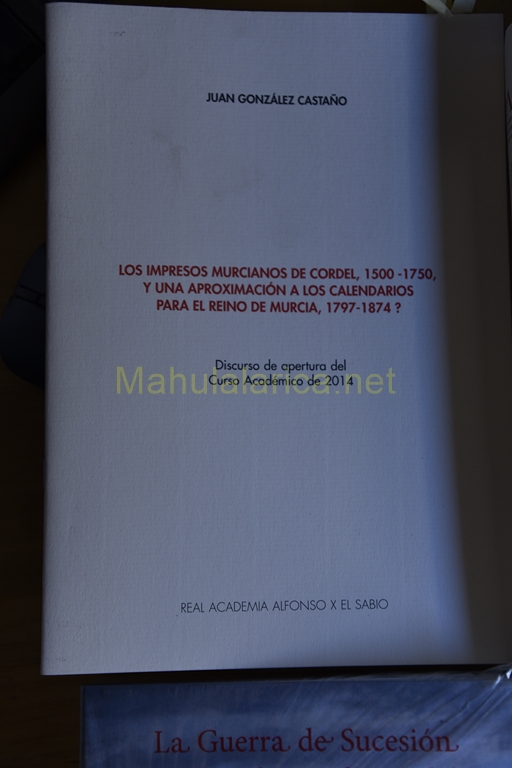 JUAN GONZÁLEZ CASTAÑO
LOS IMPRESOS MURCIANOS DE CORDEL, 1500 -1750,
Y UNA APROXIMACIÓN A LOS CALENDARIOS
PARA EL REINO DE MURCIA, 1797-1874 ?
Discurso de apertura del
Mahulalarica.net
Curso Académico de 2014
REAL ACADEMIA ALFONSO X EL SABIO
La Guerra de Sucesión